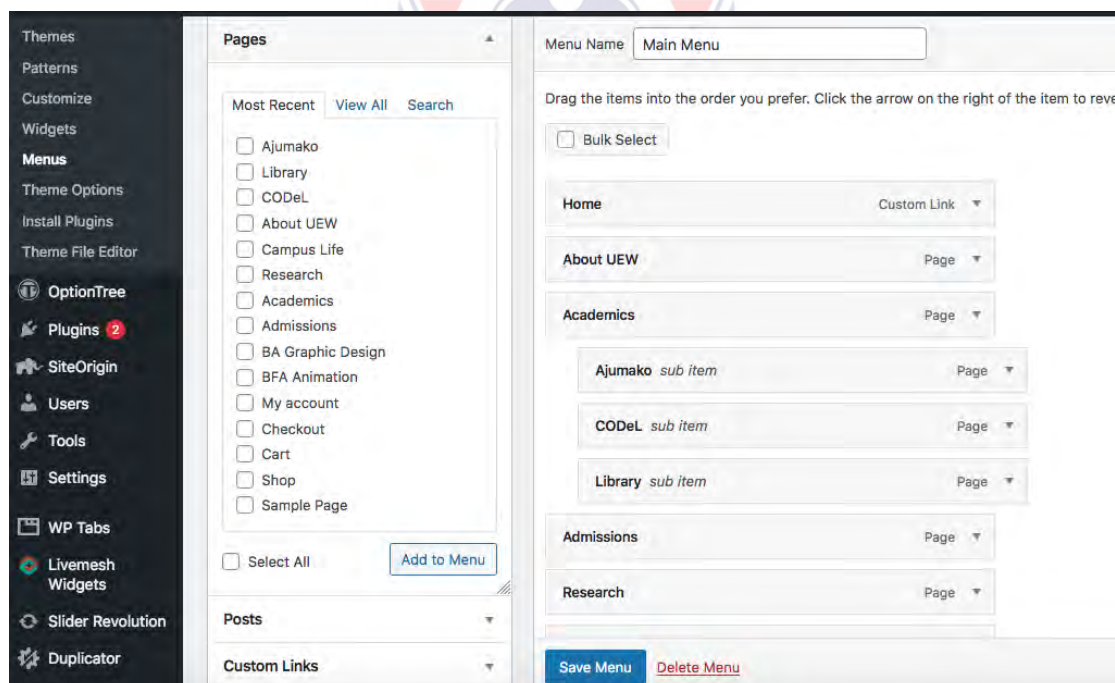 Themes
Patterns
Customize
Widgets
Menus
Theme Options
Install Plugins
Theme File Editor
OptionTree
Plugins 2
SiteOrigin
Users
Tools
Settings
WP Tabs
Livemesh
Widgets
Slider Revolution
Duplicator
Pages
Most Recent View All Search
Ajumako
Library
CODeL
About UEW
Campus Life
Research
Academics
Admissions
BA Graphic Design
BFA Animation
My account
Checkout
Cart
Shop
Sample Page
Select All Add to Menu
Posts
Custom Links
Menu Name Main Menu
Drag the items into the order you prefer. Click the arrow on the right of the item to reve
Bulk Select
Home Custom Link
About UEW Page
Academics Page
Ajumako sub item Page
CODeL sub item Page
Library sub item Page
Admissions Page
Research Page
Save Menu Delete Menu